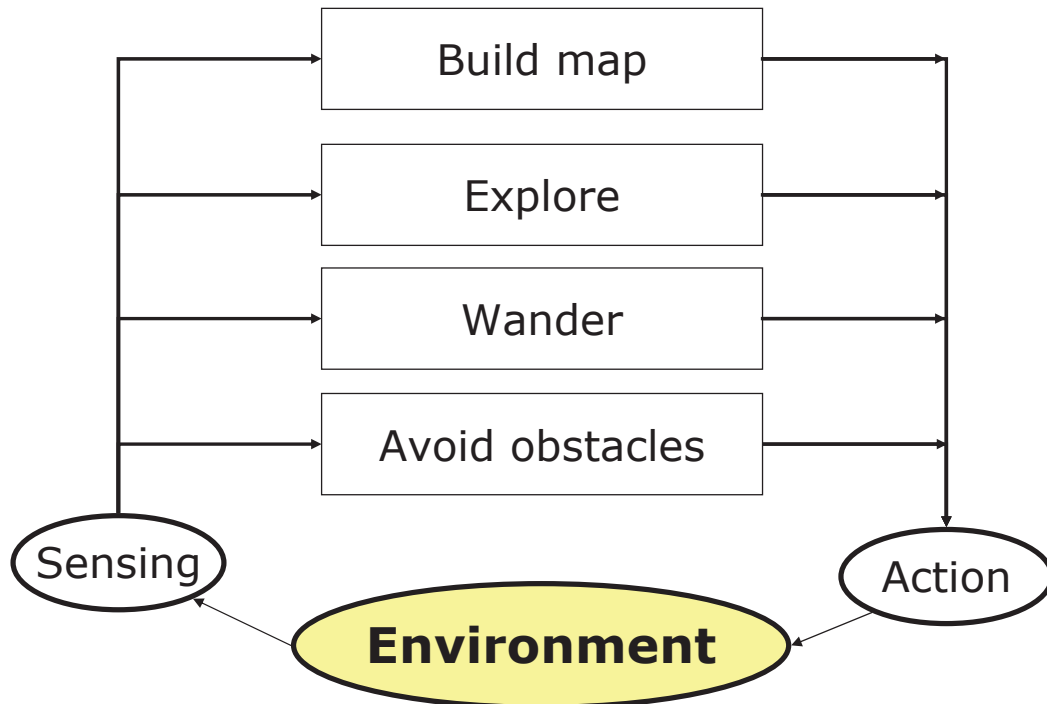 Build map
Explore
Wander
Avoid obstacles
Sensing
Action
Environment